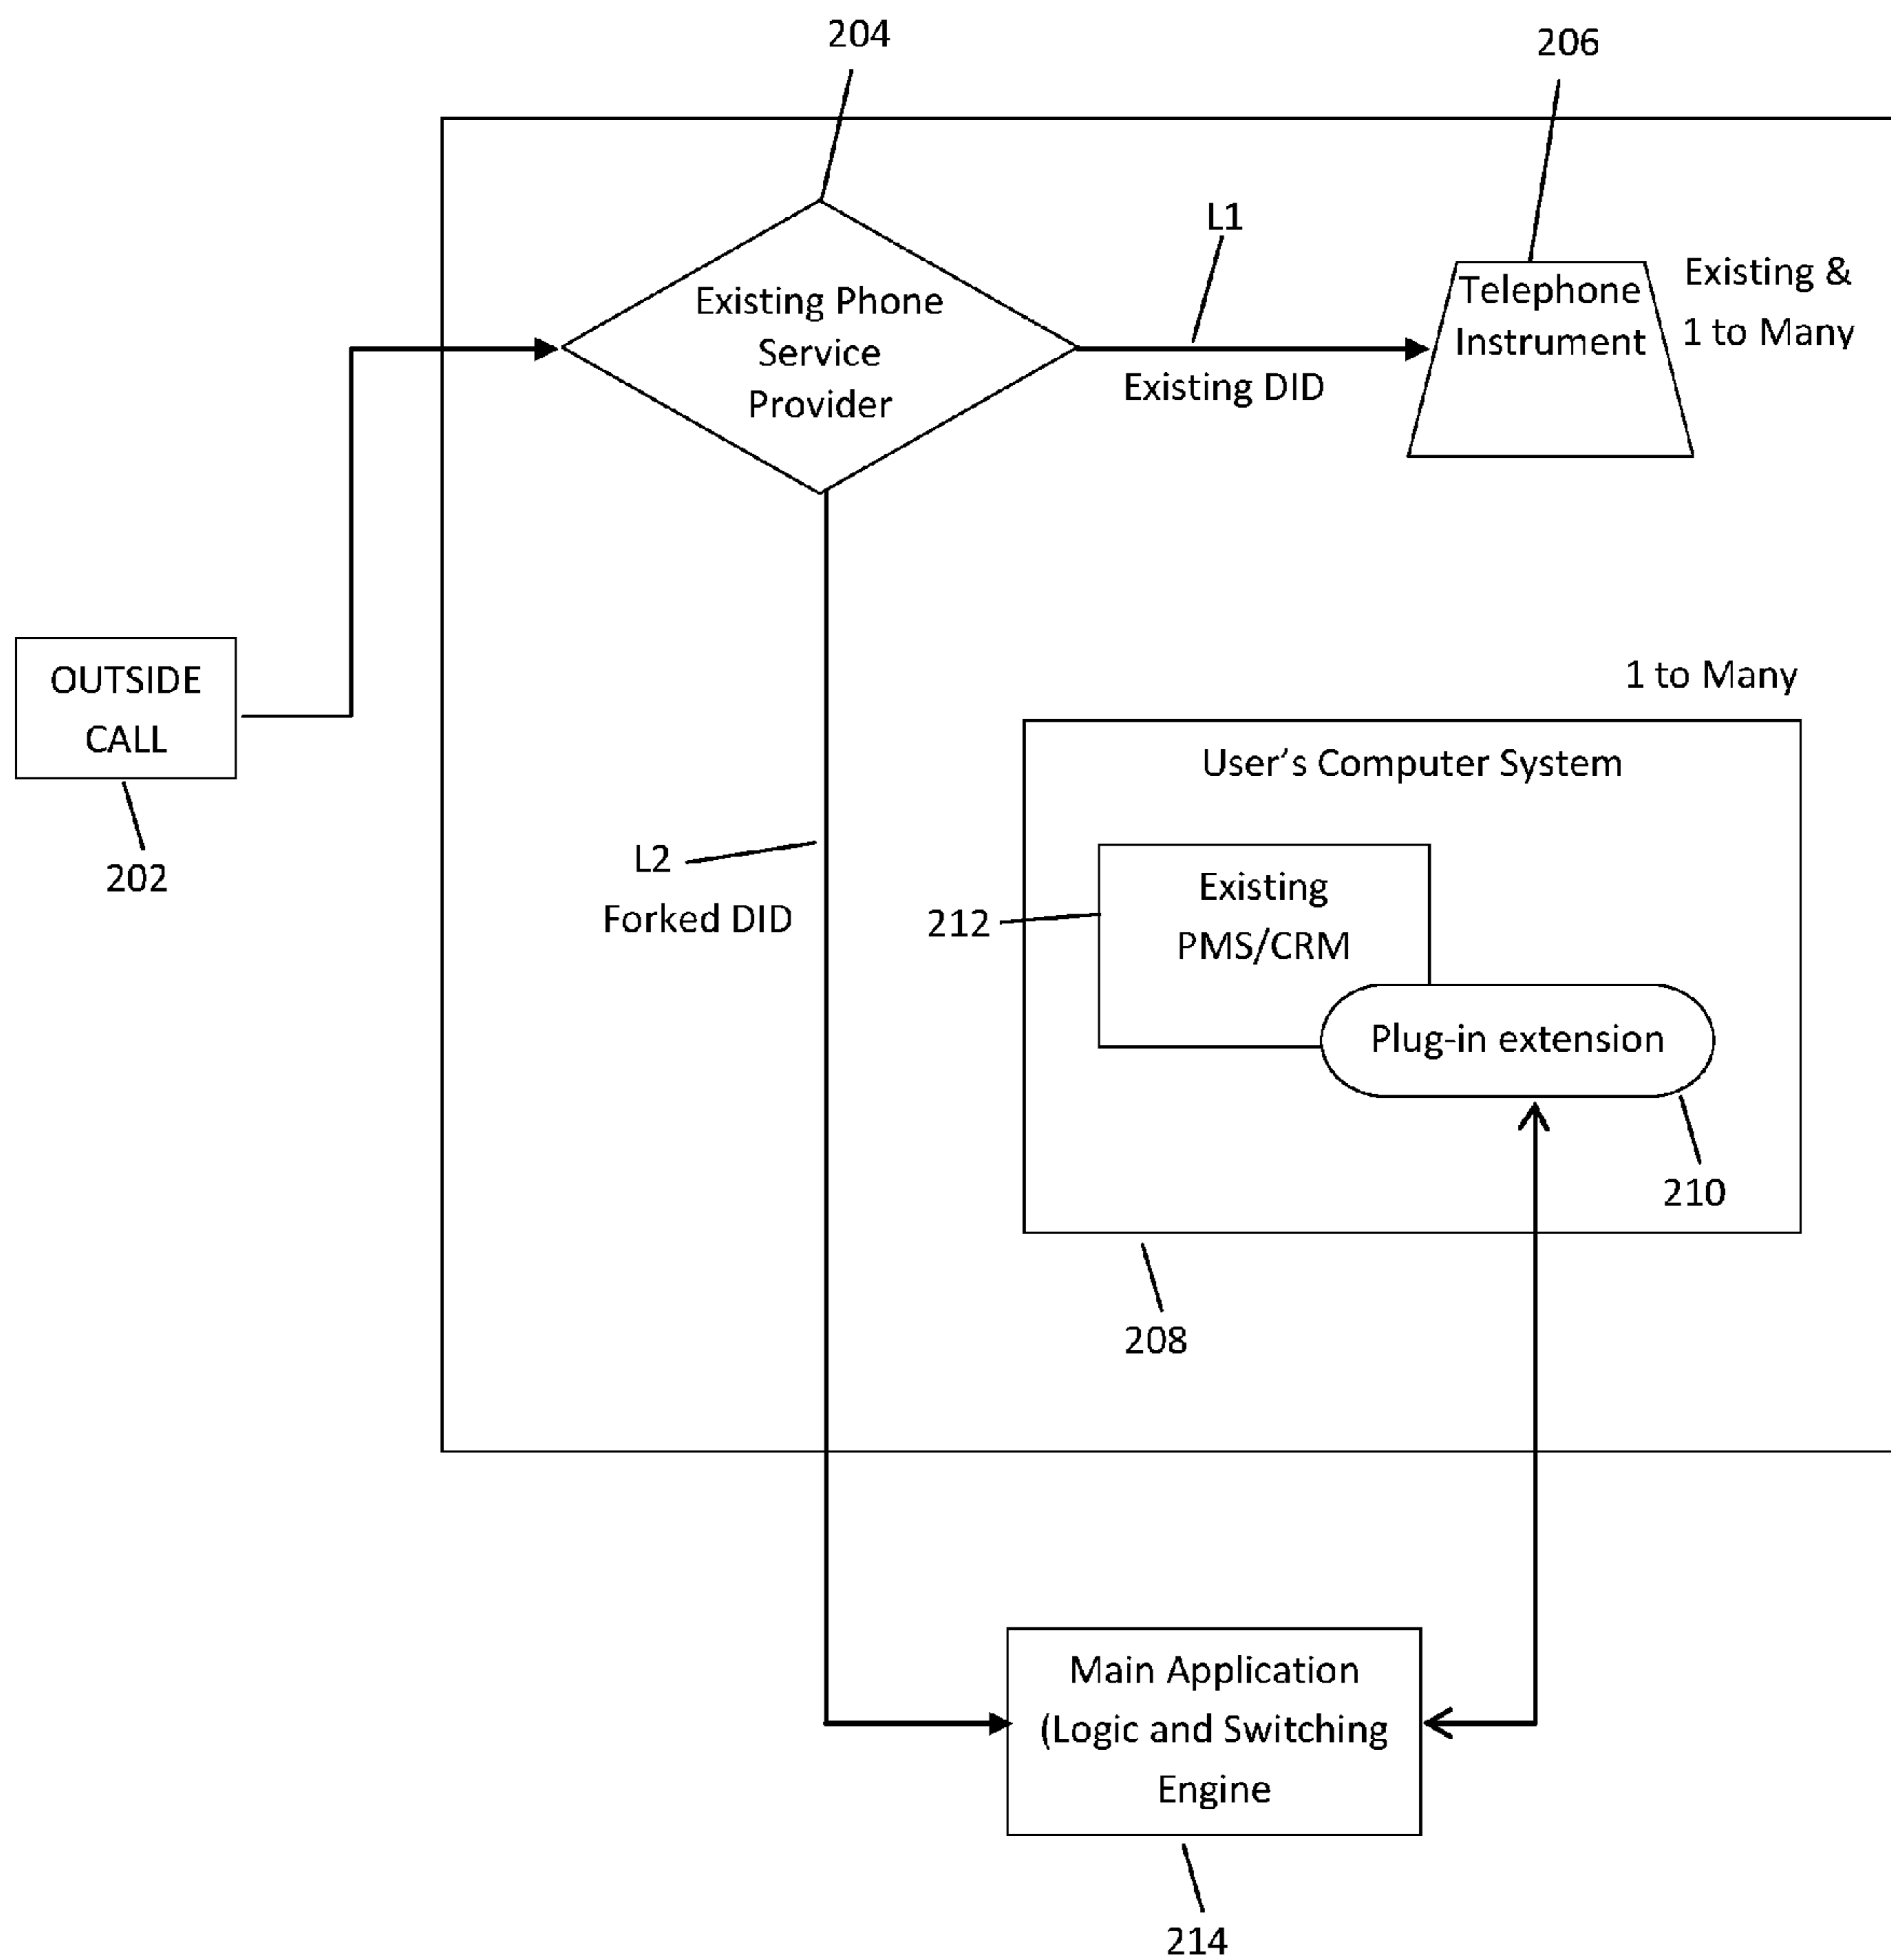 204
206
L1
Existing Phone
Service
Provider
Existing DID
Telephone
Instrument
Existing &
1 to Many
OUTSIDE
CALL
202
L2
Forked DID
1 to Many
User's Computer System
212
Existing
PMS/CRM
Plug-in extension
210
208
Main Application
(Logic and Switching
Engine
214